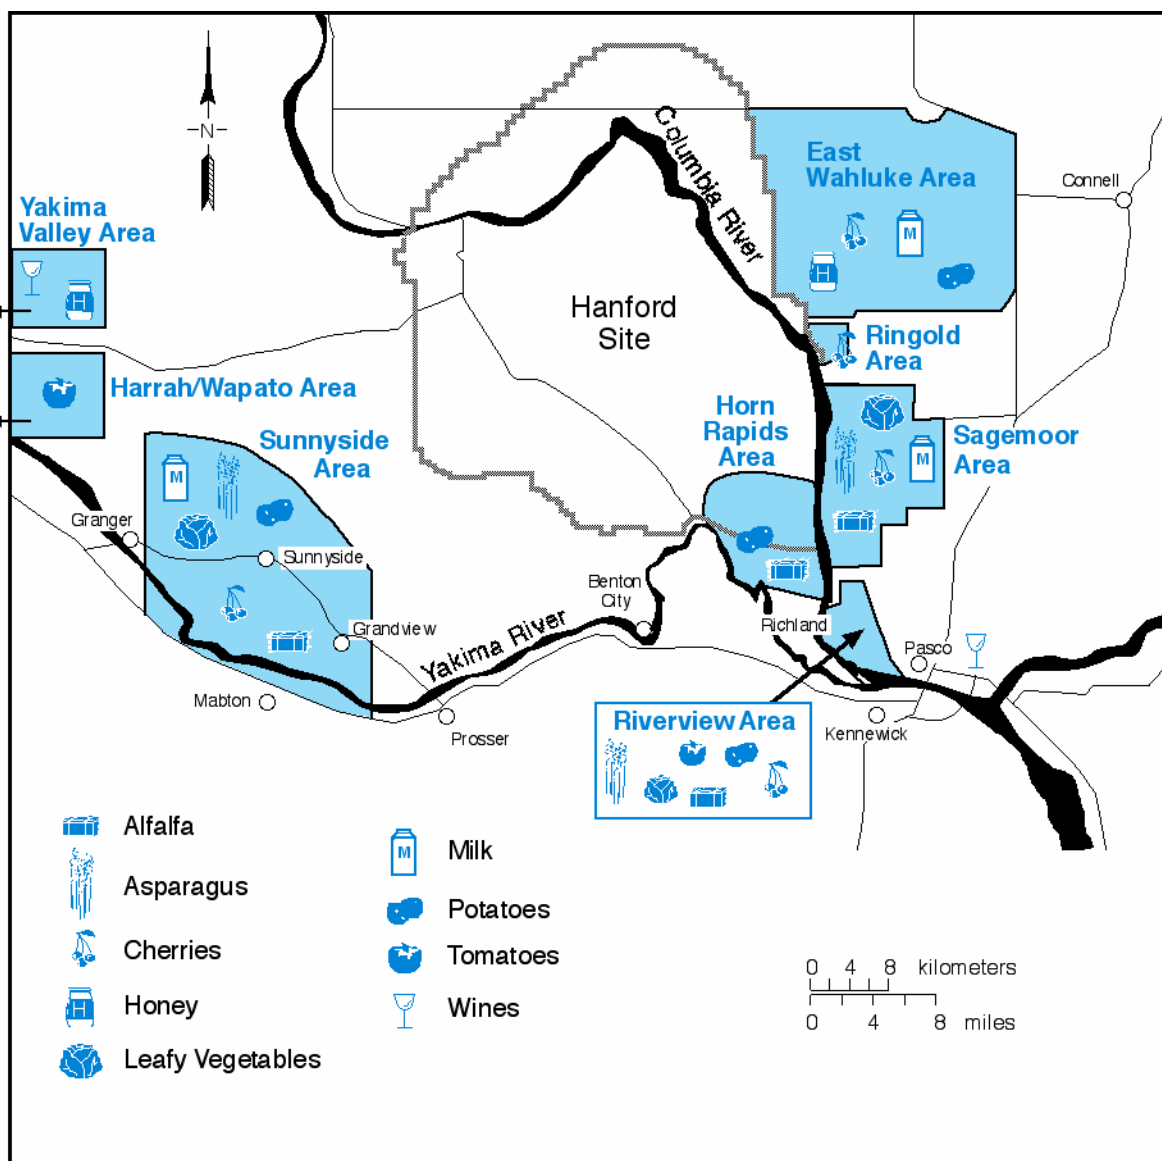 N
Columbia River
East
Wahluke Area
Connell
M
H
Yakima
Valley Area
H
Hanford
Site
Ringold
Area
Harrah/Wapato Area
Horn
Rapids
Area
Sunnyside
Area
Sagemoor
Area
M
M
Granger
Sunnyside
Benton
City
Grandview
Yakima River
Richland
Pasco
Mabton
Prosser
Kennewick
Riverview Area
Alfalfa
Asparagus
Cherries
H
Honey
Leafy Vegetables
M
Milk
Potatoes
Tomatoes
Wines
0 4 8 kilometers
0 4 8 miles